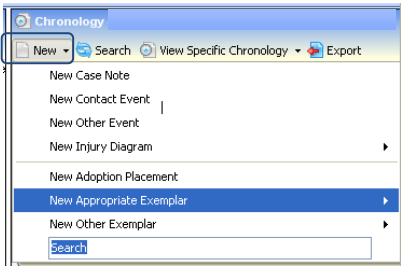 Chronology
New Search View Specific Chronology Export
New Case Note
New Contact Event
New Other Event
New Injury Diagram
New Adoption Placement
New Appropriate Exemplar
New Other Exemplar
Search